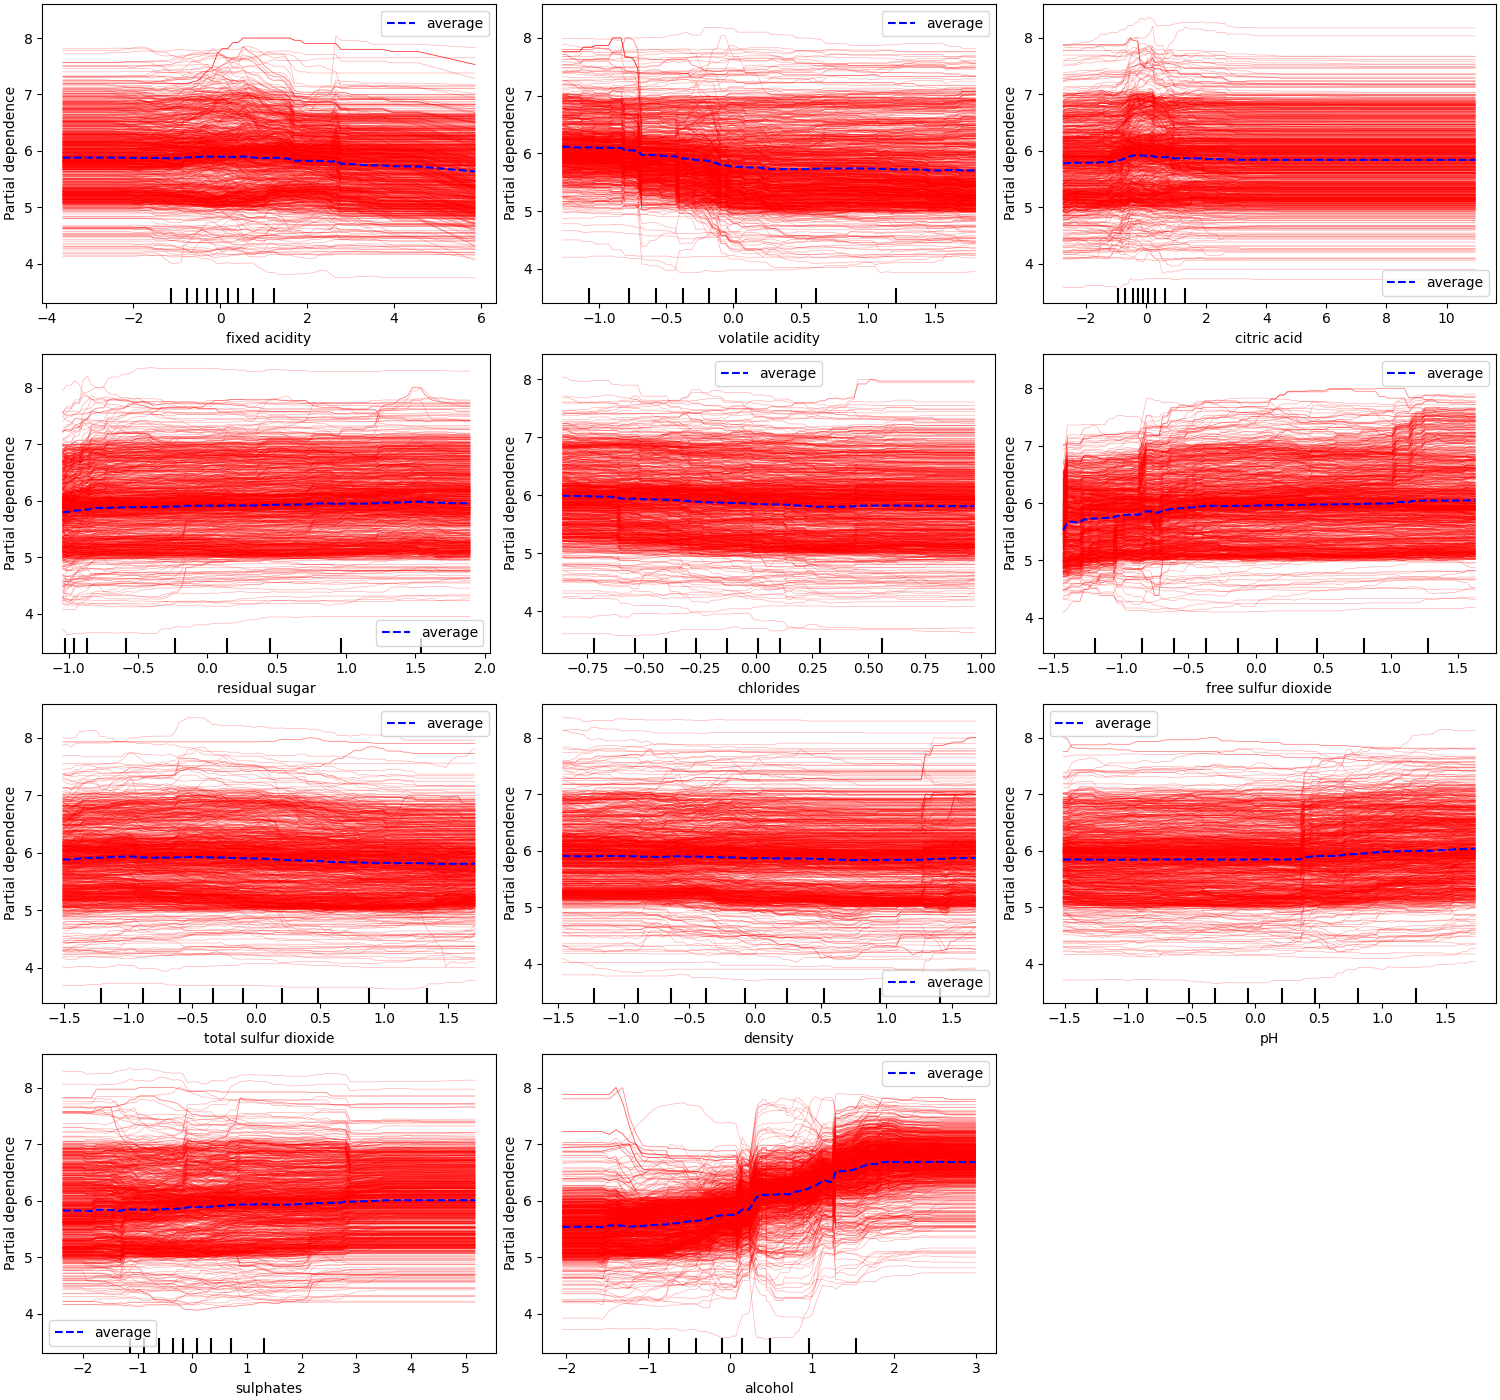 average
Partial dependence
8
7
6
5
4
−4 −2 0 2 4 6
fixed acidity
average
Partial dependence
8
7
6
5
4
−1.0 −0.5 0.0 0.5 1.0 1.5
volatile acidity
average
Partial dependence
8
7
6
5
4
−2 0 2 4 6 8 10
citric acid
average
Partial dependence
8
7
6
5
4
−1.0 −0.5 0.0 0.5 1.0 1.5 2.0
residual sugar
average
Partial dependence
8
7
6
5
4
−0.75 −0.50 −0.25 0.00 0.25 0.50 0.75 1.00
chlorides
average
Partial dependence
8
7
6
5
4
−1.5 −1.0 −0.5 0.0 0.5 1.0 1.5
free sulfur dioxide
average
Partial dependence
8
7
6
5
4
−1.5 −1.0 −0.5 0.0 0.5 1.0 1.5
total sulfur dioxide
average
Partial dependence
8
7
6
5
4
−1.5 −1.0 −0.5 0.0 0.5 1.0 1.5
density
average
Partial dependence
8
7
6
5
4
−1.5 −1.0 −0.5 0.0 0.5 1.0 1.5
pH
average
Partial dependence
8
7
6
5
4
−2 −1 0 1 2 3 4 5
sulphates
average
Partial dependence
8
7
6
5
4
−2 −1 0 1 2 3
alcohol